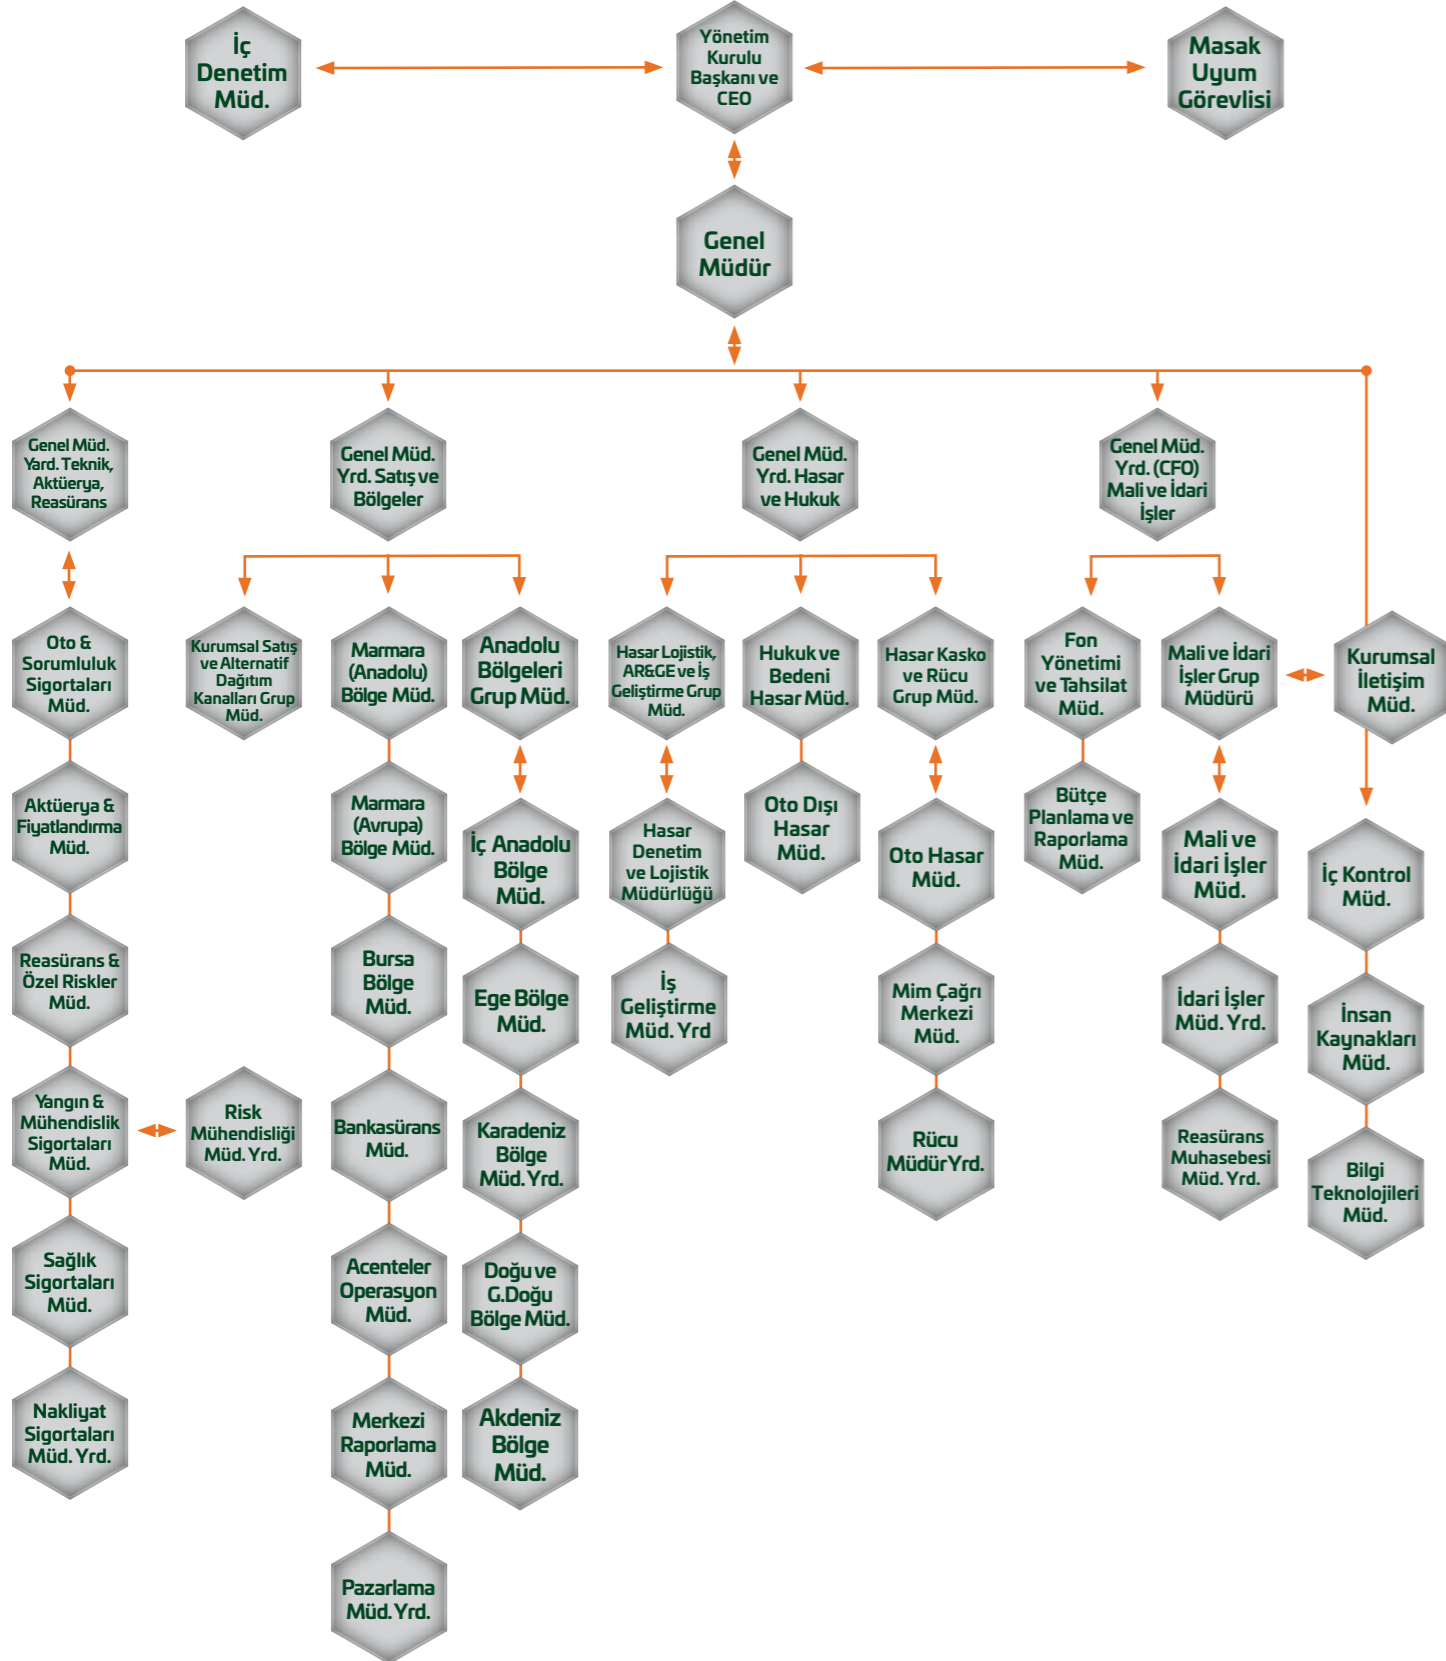 İç
Denetim
Müd.
Yönetim
Kurulu
Başkanı ve
CEO
Masak
Uyum
Görevlisi
Genel
Müdür
Genel Müd.
Yard. Teknik,
Aktüerya,
Reasürans
Genel Müd.
Yrd. Satış ve
Bölgeler
Genel Müd.
Yrd. Hasar
ve Hukuk
Genel Müd.
Yrd. (CFO)
Mali ve İdari
İşler
Oto &
Sorumluluk
Sigortaları
Müd.
Kurumsal Satış
ve Alternatif
Dağıtım
Kanalları Grup
Müd.
Marmara
(Anadolu)
Bölge Müd.
Anadolu
Bölgeleri
Grup Müd.
Hasar Lojistik,
AR&GE ve İş
Geliştirme Grup
Müd.
Hukuk ve
Bedeni
Hasar Müd.
Hasar Kasko
ve Rücu
Grup Müd.
Fon
Yönetimi
ve Tahsilat
Müd.
Mali ve İdari
İşler Grup
Müdürü
Kurumsal
İletişim
Müd.
Aktüerya &
Fiyatlandırma
Müd.
Marmara
(Avrupa)
Bölge Müd.
İç Anadolu
Bölge
Müd.
Hasar
Denetim
ve Lojistik
Müdürlüğü
Oto Dışı
Hasar
Müd.
Oto Hasar
Müd.
Bütçe
Planlama ve
Raporlama
Müd.
Mali ve
İdari İşler
Müd.
İç Kontrol
Müd.
Reasürans &
Özel Riskler
Müd.
Bursa
Bölge
Müd.
Ege Bölge
Müd.
İş
Geliştirme
Müd. Yrd
Mim Çağrı
Merkezi
Müd.
İdari İşler
Müd. Yrd.
İnsan
Kaynakları
Müd.
Yangın &
Mühendislik
Sigortaları
Müd.
Risk
Mühendisliği
Müd. Yrd.
Bankasürans
Müd.
Karadeniz
Bölge
Müd. Yrd.
Rücu
Müdür Yrd.
Reasürans
Muhasebesi
Müd. Yrd.
Bilgi
Teknolojileri
Müd.
Sağlık
Sigortaları
Müd.
Acenteler
Operasyon
Müd.
Doğu ve
G.Doğu
Bölge Müd.
Nakliyat
Sigortaları
Müd. Yrd.
Merkezi
Raporlama
Müd.
Akdeniz
Bölge
Müd.
Pazarlama
Müd. Yrd.